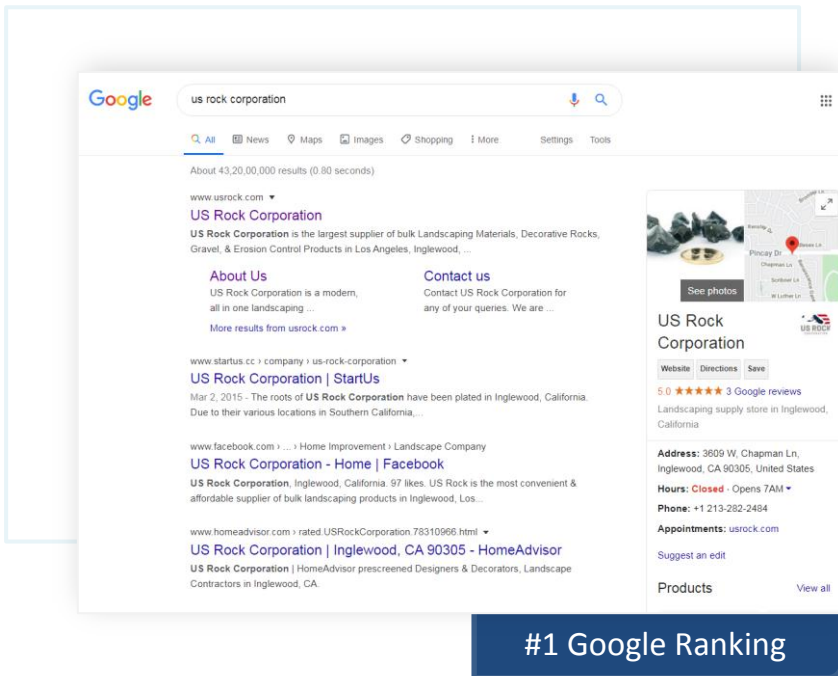 Google
us rock corporation
All News Maps Images Shopping More Settings Tools
About 43,20,00,000 results (0.80 seconds)
www.usrock.com
US Rock Corporation
US Rock Corporation is the largest supplier of bulk Landscaping Materials, Decorative Rocks,
Gravel, & Erosion Control Products in Los Angeles, Inglewood, ...
About Us
US Rock Corporation is a modern,
all in one landscaping ...
Contact us
Contact US Rock Corporation for
any of your queries. We are ...
More results from usrock.com »
www.startus.cc › company › us-rock-corporation
US Rock Corporation | StartUs
Mar 2, 2015 - The roots of US Rock Corporation have been plated in Inglewood, California.
Due to their various locations in Southern California,...
www.facebook.com › ... › Home Improvement › Landscape Company
US Rock Corporation - Home | Facebook
US Rock Corporation, Inglewood, California. 97 likes. US Rock is the most convenient &
affordable supplier of bulk landscaping products in Inglewood, Los...
www.homeadvisor.com › rated.USRockCorporation.78310966.html
US Rock Corporation | Inglewood, CA 90305 - HomeAdvisor
US Rock Corporation | HomeAdvisor prescreened Designers & Decorators, Landscape
Contractors in Inglewood, CA.
See photos
Pincay Dr
Chapman Ln
W Luther Ln
US Rock
Corporation
US ROCK
Website Directions Save
5.0 ★★★★★ 3 Google reviews
Landscaping supply store in Inglewood,
California
Address: 3609 W, Chapman Ln,
Inglewood, CA 90305, United States
Hours: Closed - Opens 7AM
Phone: +1 213-282-2484
Appointments: usrock.com
Suggest an edit
Products View all
#1 Google Ranking